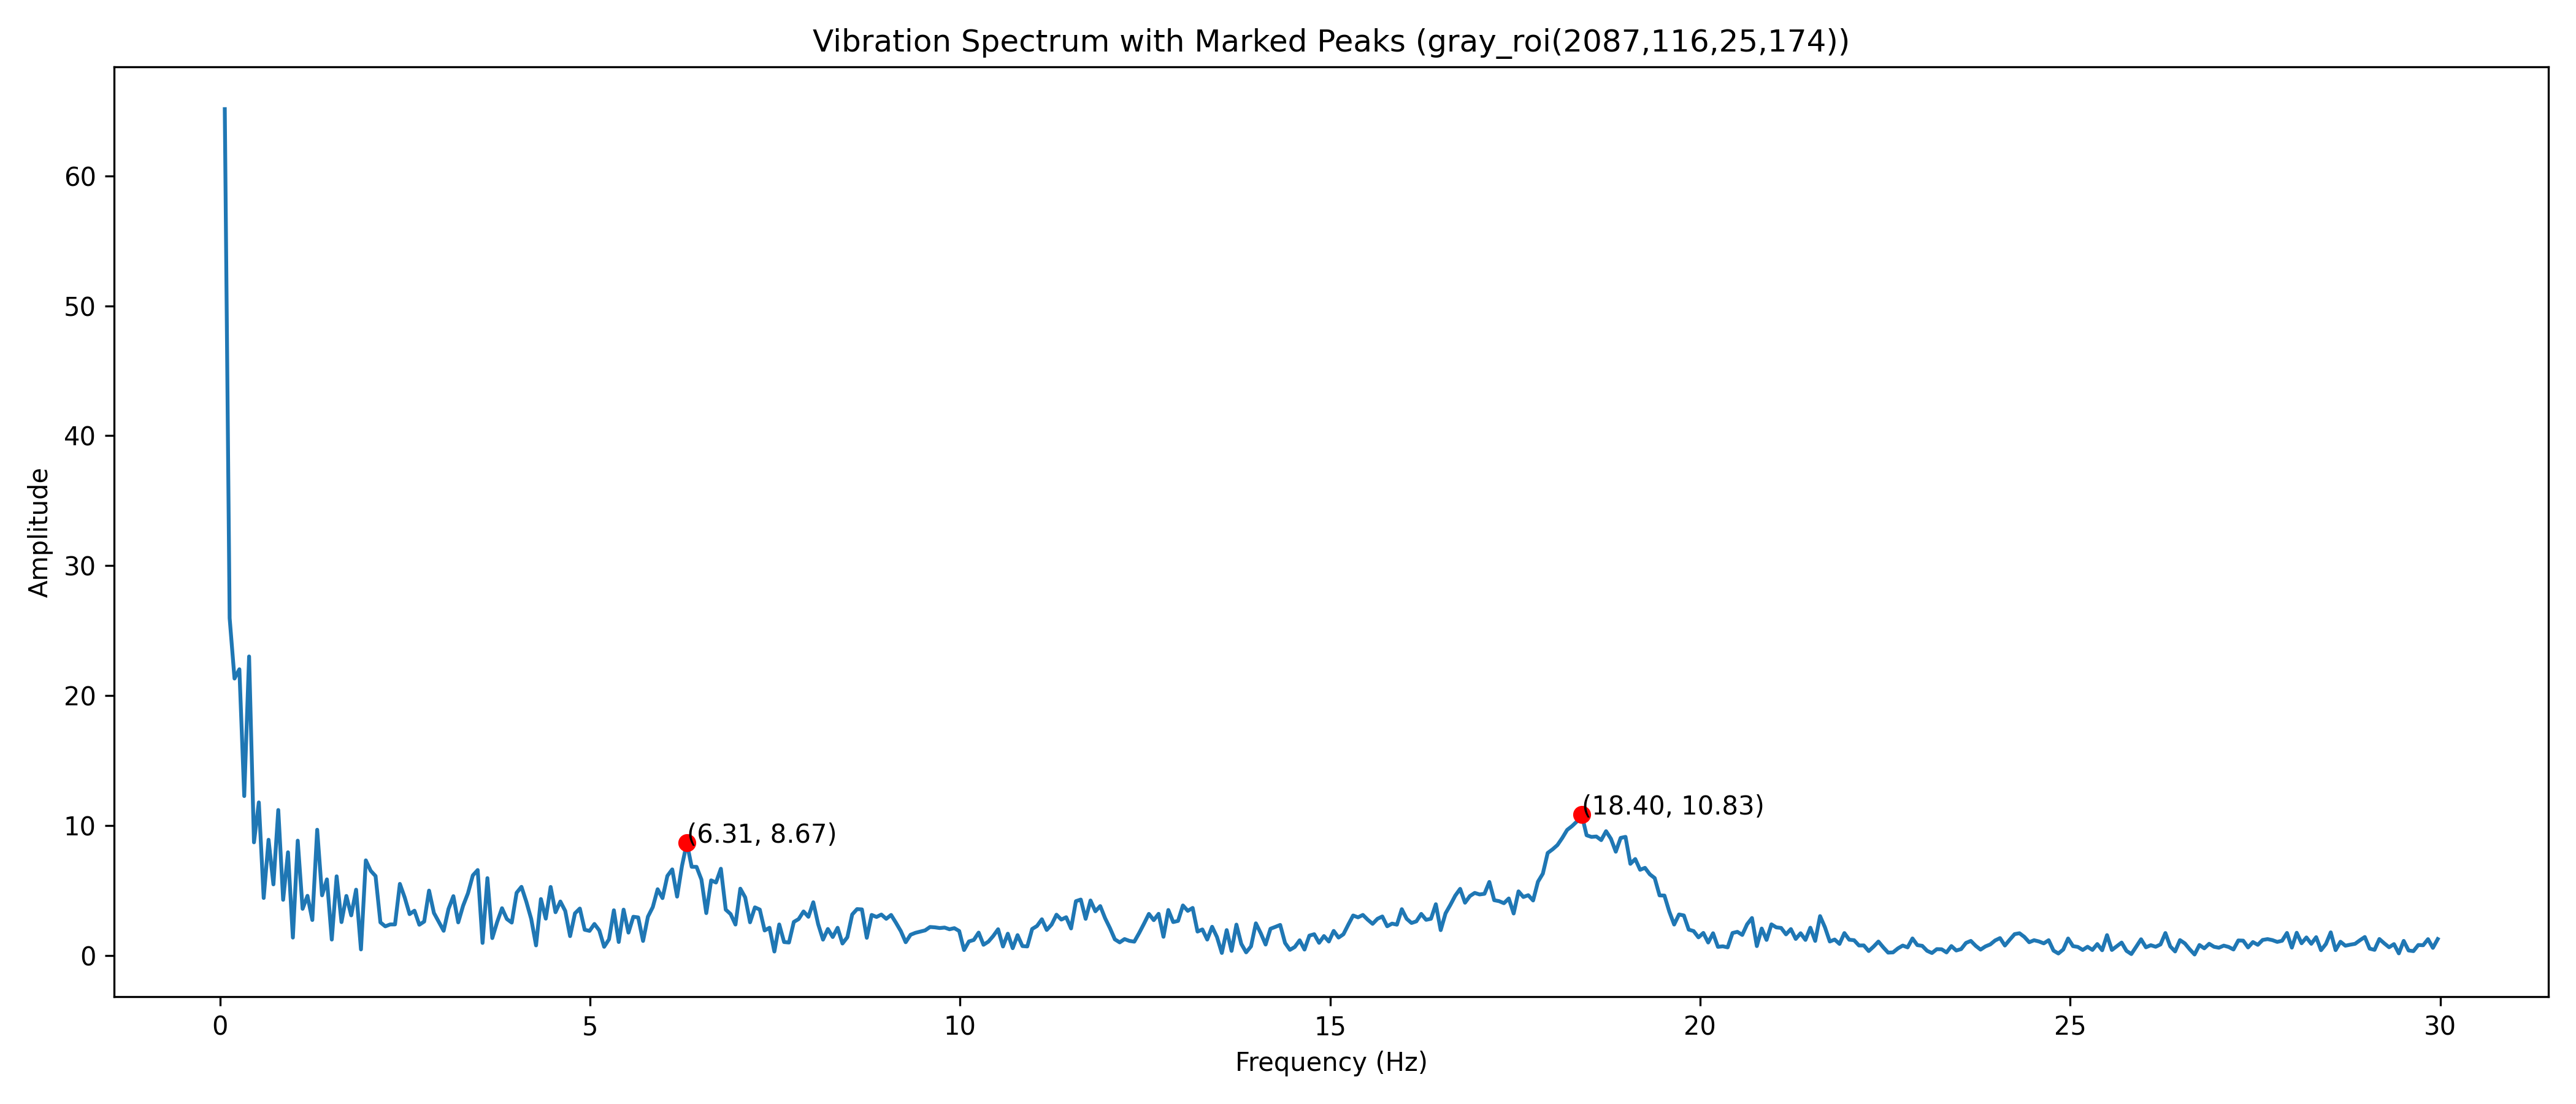 Vibration Spectrum with Marked Peaks (gray_roi(2087,116,25,174))
60
50
40
30
20
10
0
Amplitude
(6.31, 8.67)
(18.40, 10.83)
0 5 10 15 20 25 30
Frequency (Hz)